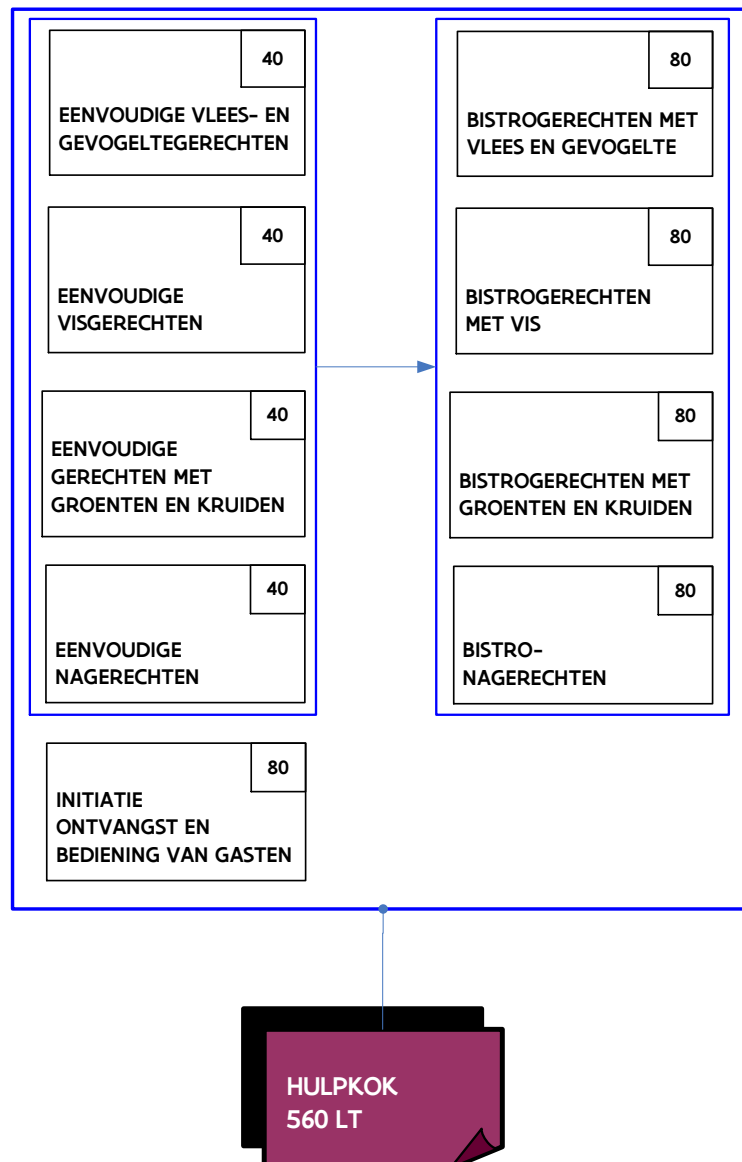 40
EENVOUDIGE VLEES- EN
GEVOGELTEGERECHTEN
40
EENVOUDIGE
VISGERECHTEN
40
EENVOUDIGE
GERECHTEN MET
GROENTEN EN KRUIDEN
40
EENVOUDIGE
NAGERECHTEN
80
INITIATIE
ONTVANGST EN
BEDIENING VAN GASTEN
80
BISTROGERECHTEN MET
VLEES EN GEVOGELTE
80
BISTROGERECHTEN
MET VIS
80
BISTROGERECHTEN MET
GROENTEN EN KRUIDEN
80
BISTRO-
NAGERECHTEN
HULPKOK
560 LT